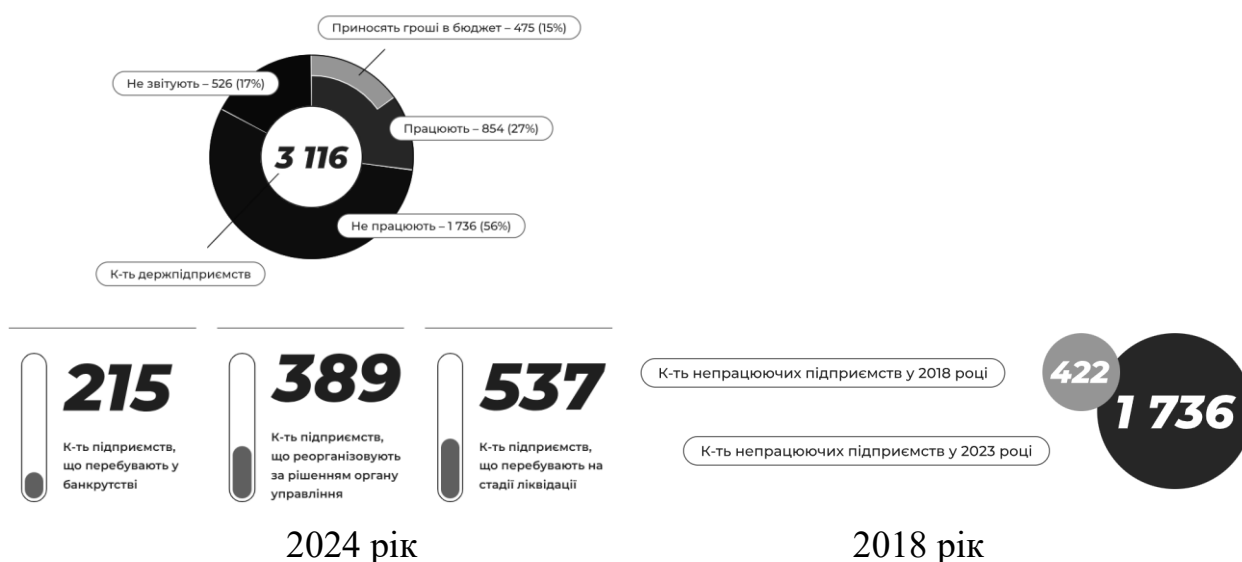 Приносять гроші в бюджет – 475 (15%)
Не звітують – 526 (17%)
Працюють – 854 (27%)
3 116
Не працюють – 1 736 (56%)
К-ть держпідприємств
215
К-ть підприємств,
що перебувають у
банкрутстві
389
К-ть підприємств,
що реорганізовують
за рішенням органу
управління
537
К-ть підприємств,
що перебувають на
стадії ліквідації
К-ть непрацюючих підприємств у 2018 році
422
1 736
К-ть непрацюючих підприємств у 2023 році
2024 рік
2018 рік